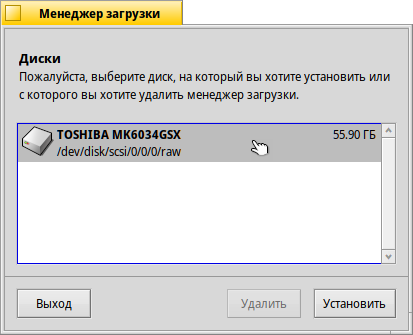 Менеджер загрузки
Диски
Пожалуйста, выберите диск, на который вы хотите установить или
с которого вы хотите удалить менеджер загрузки.
TOSHIBA MK6034GSX 55.90 ГБ
/dev/disk/scsi/0/0/0/raw
Выход Удалить Установить